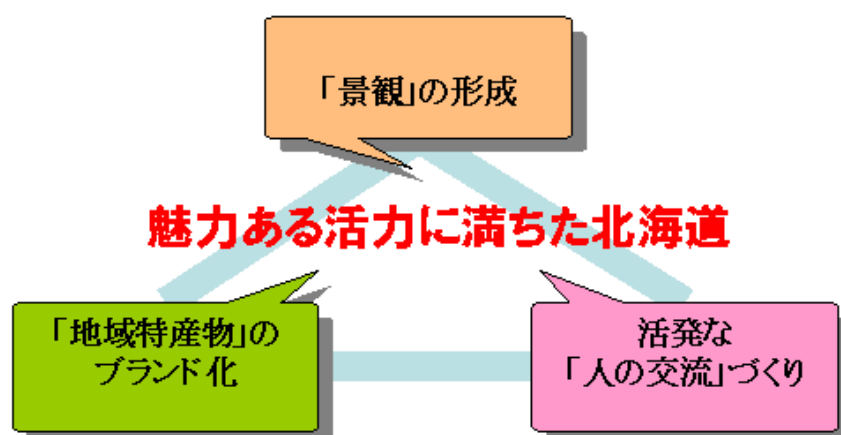 「景観」の形成
魅力ある活力に満ちた北海道
「地域特産物」の
ブランド化
活発な
「人の交流」づくり